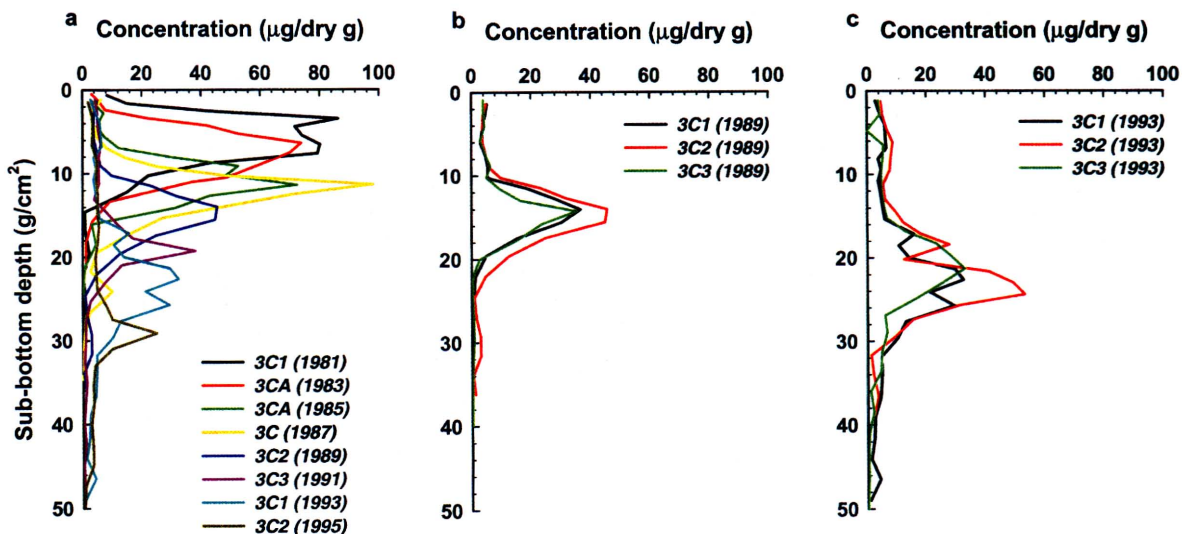 a
Concentration (μg/dry g)
0 20 40 60 80 100
Sub-bottom depth (g/cm²)
0
10
20
30
40
50
3C1 (1981)
3CA (1983)
3CA (1985)
3C (1987)
3C2 (1989)
3C3 (1991)
3C1 (1993)
3C2 (1995)
b
Concentration (μg/dry g)
0 20 40 60 80 100
0
10
20
30
40
50
3C1 (1989)
3C2 (1989)
3C3 (1989)
c
Concentration (μg/dry g)
0 20 40 60 80 100
0
10
20
30
40
50
3C1 (1993)
3C2 (1993)
3C3 (1993)